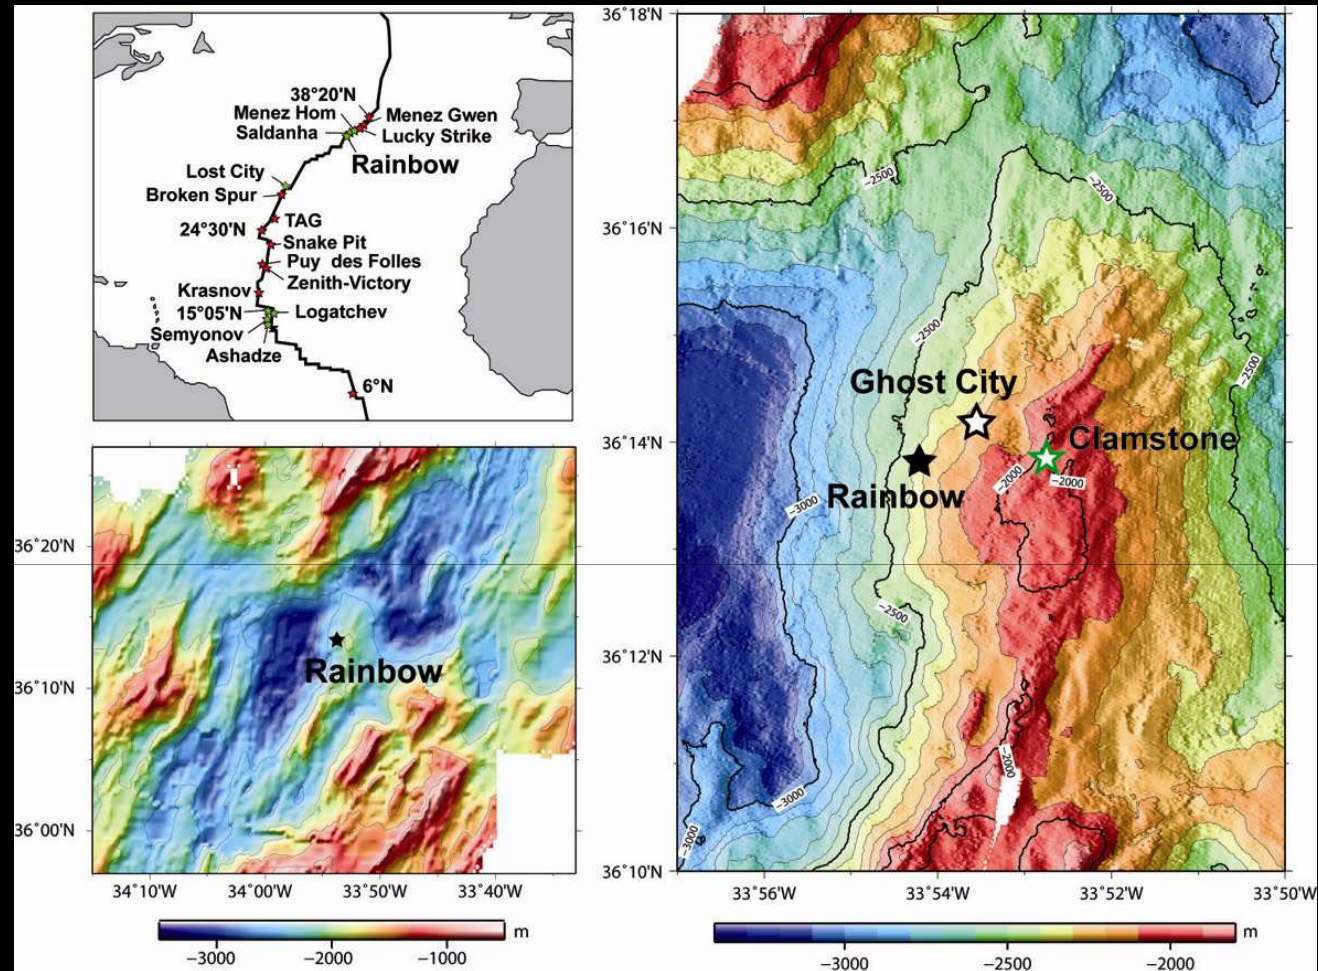 38°20'N
Menez Hom
Menez Gwen
Saldanha
Lucky Strike
Rainbow
Lost City
Broken Spur
TAG
24°30'N
Snake Pit
Puy des Folles
Zenith-Victory
Krasnov
15°05'N
Logatchev
Semyonov
Ashadze
6°N
36°20'N
36°10'N
36°00'N
Rainbow
34°10'W
34°00'W
33°50'W
33°40'W
−3000
−2000
−1000
m
36°18'N
36°16'N
36°14'N
36°12'N
36°10'N
−2500
−2500
−2500
−2500
Ghost City
Clamstone
Rainbow
−2000
−2000
−3000
−2500
−2000
−3000
−3000
33°56'W
33°54'W
33°52'W
33°50'W
−3000
−2500
−2000
m